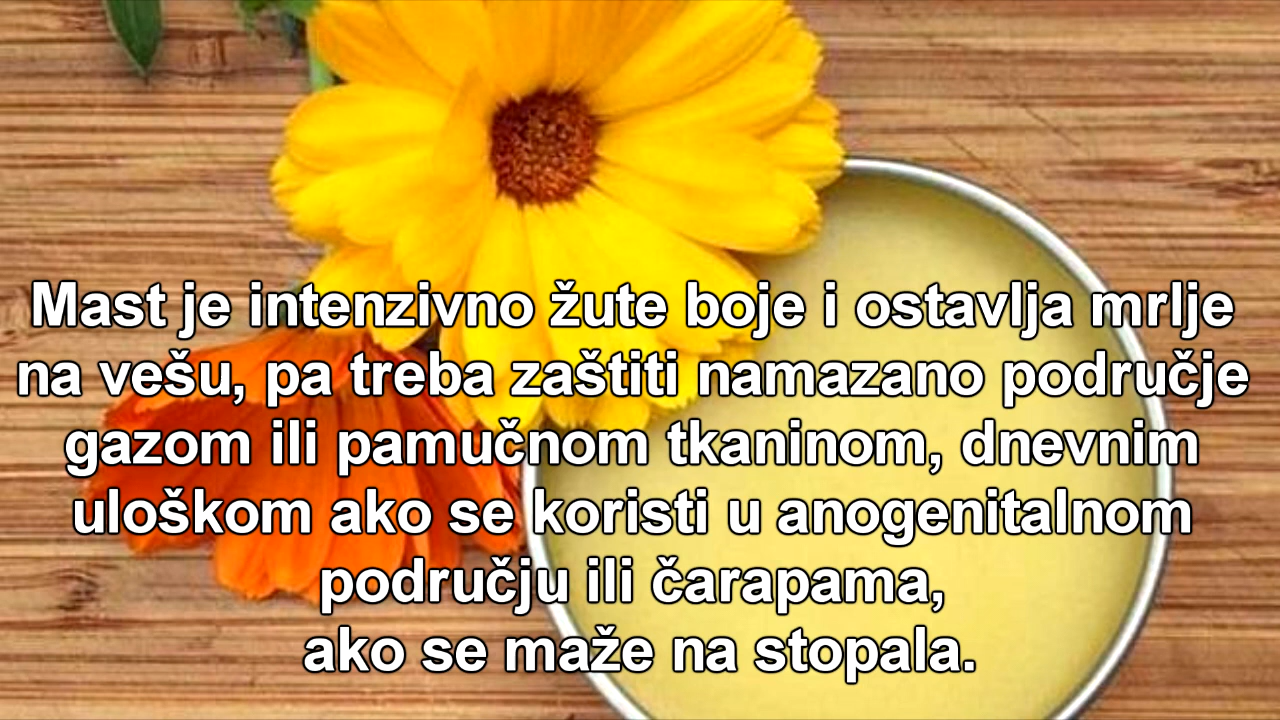 Mast je intenzivno žute boje i ostavlja mrlje
na vešu, pa treba zaštiti namazano područje
gazom ili pamučnom tkaninom, dnevnim
uloškom ako se koristi u anogenitalnom
području ili čarapama,
ako se maže na stopala.